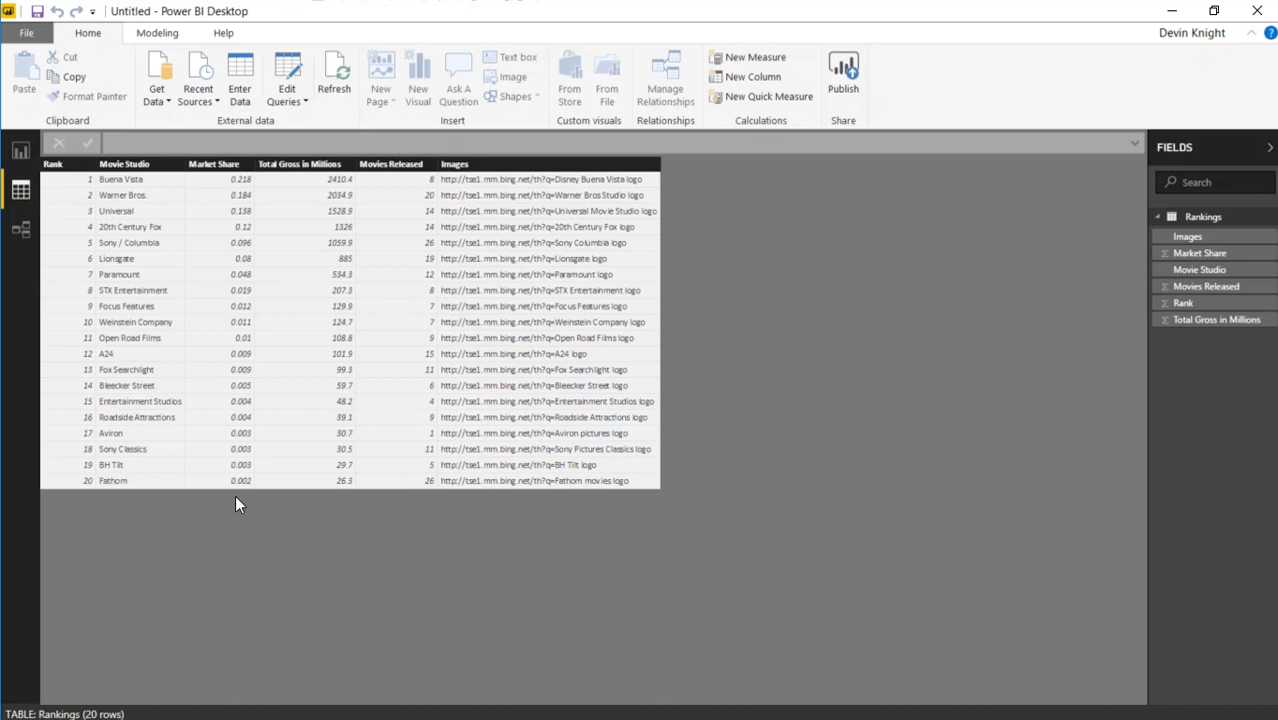 Untitled - Power BI Desktop
File Home Modeling Help Devin Knight
Paste Cut Copy Format Painter
Get Data Recent Sources Enter Data Edit Queries Refresh
New Page New Visual Ask A Question Text box Image Shapes
From Store From File Manage Relationships
New Measure New Column New Quick Measure Publish
Clipboard External data Insert Custom visuals Relationships Calculations Share
Rank Movie Studio Market Share Total Gross in Millions Movies Released Images
1 Buena Vista 0.218 2410.4 8 http://tse1.mm.bing.net/th?q=Disney Buena Vista logo
2 Warner Bros. 0.184 2034.9 20 http://tse1.mm.bing.net/th?q=Warner Bros Studio logo
3 Universal 0.138 1528.9 14 http://tse1.mm.bing.net/th?q=Universal Movie Studio logo
4 20th Century Fox 0.12 1326 14 http://tse1.mm.bing.net/th?q=20th Century Fox logo
5 Sony / Columbia 0.096 1059.9 26 http://tse1.mm.bing.net/th?q=Sony Columbia logo
6 Lionsgate 0.08 885 19 http://tse1.mm.bing.net/th?q=Lionsgate logo
7 Paramount 0.048 534.3 12 http://tse1.mm.bing.net/th?q=Paramount logo
8 STX Entertainment 0.019 207.3 8 http://tse1.mm.bing.net/th?q=STX Entertainment logo
9 Focus Features 0.012 129.9 7 http://tse1.mm.bing.net/th?q=Focus Features logo
10 Weinstein Company 0.011 124.7 7 http://tse1.mm.bing.net/th?q=Weinstein Company logo
11 Open Road Films 0.01 108.8 9 http://tse1.mm.bing.net/th?q=Open Road Films logo
12 A24 0.009 101.9 15 http://tse1.mm.bing.net/th?q=A24 logo
13 Fox Searchlight 0.009 99.3 11 http://tse1.mm.bing.net/th?q=Fox Searchlight logo
14 Bleecker Street 0.005 59.7 6 http://tse1.mm.bing.net/th?q=Bleecker Street logo
15 Entertainment Studios 0.004 48.2 4 http://tse1.mm.bing.net/th?q=Entertainment Studios logo
16 Roadside Attractions 0.004 39.1 9 http://tse1.mm.bing.net/th?q=Roadside Attractions logo
17 Aviron 0.003 30.7 1 http://tse1.mm.bing.net/th?q=Aviron pictures logo
18 Sony Classics 0.003 30.5 11 http://tse1.mm.bing.net/th?q=Sony Pictures Classics logo
19 BH Tilt 0.003 29.7 5 http://tse1.mm.bing.net/th?q=BH Tilt logo
20 Fathom 0.002 26.3 26 http://tse1.mm.bing.net/th?q=Fathom movies logo
FIELDS
Search
Rankings
Images
Market Share
Movie Studio
Movies Released
Rank
Total Gross in Millions
TABLE: Rankings (20 rows)